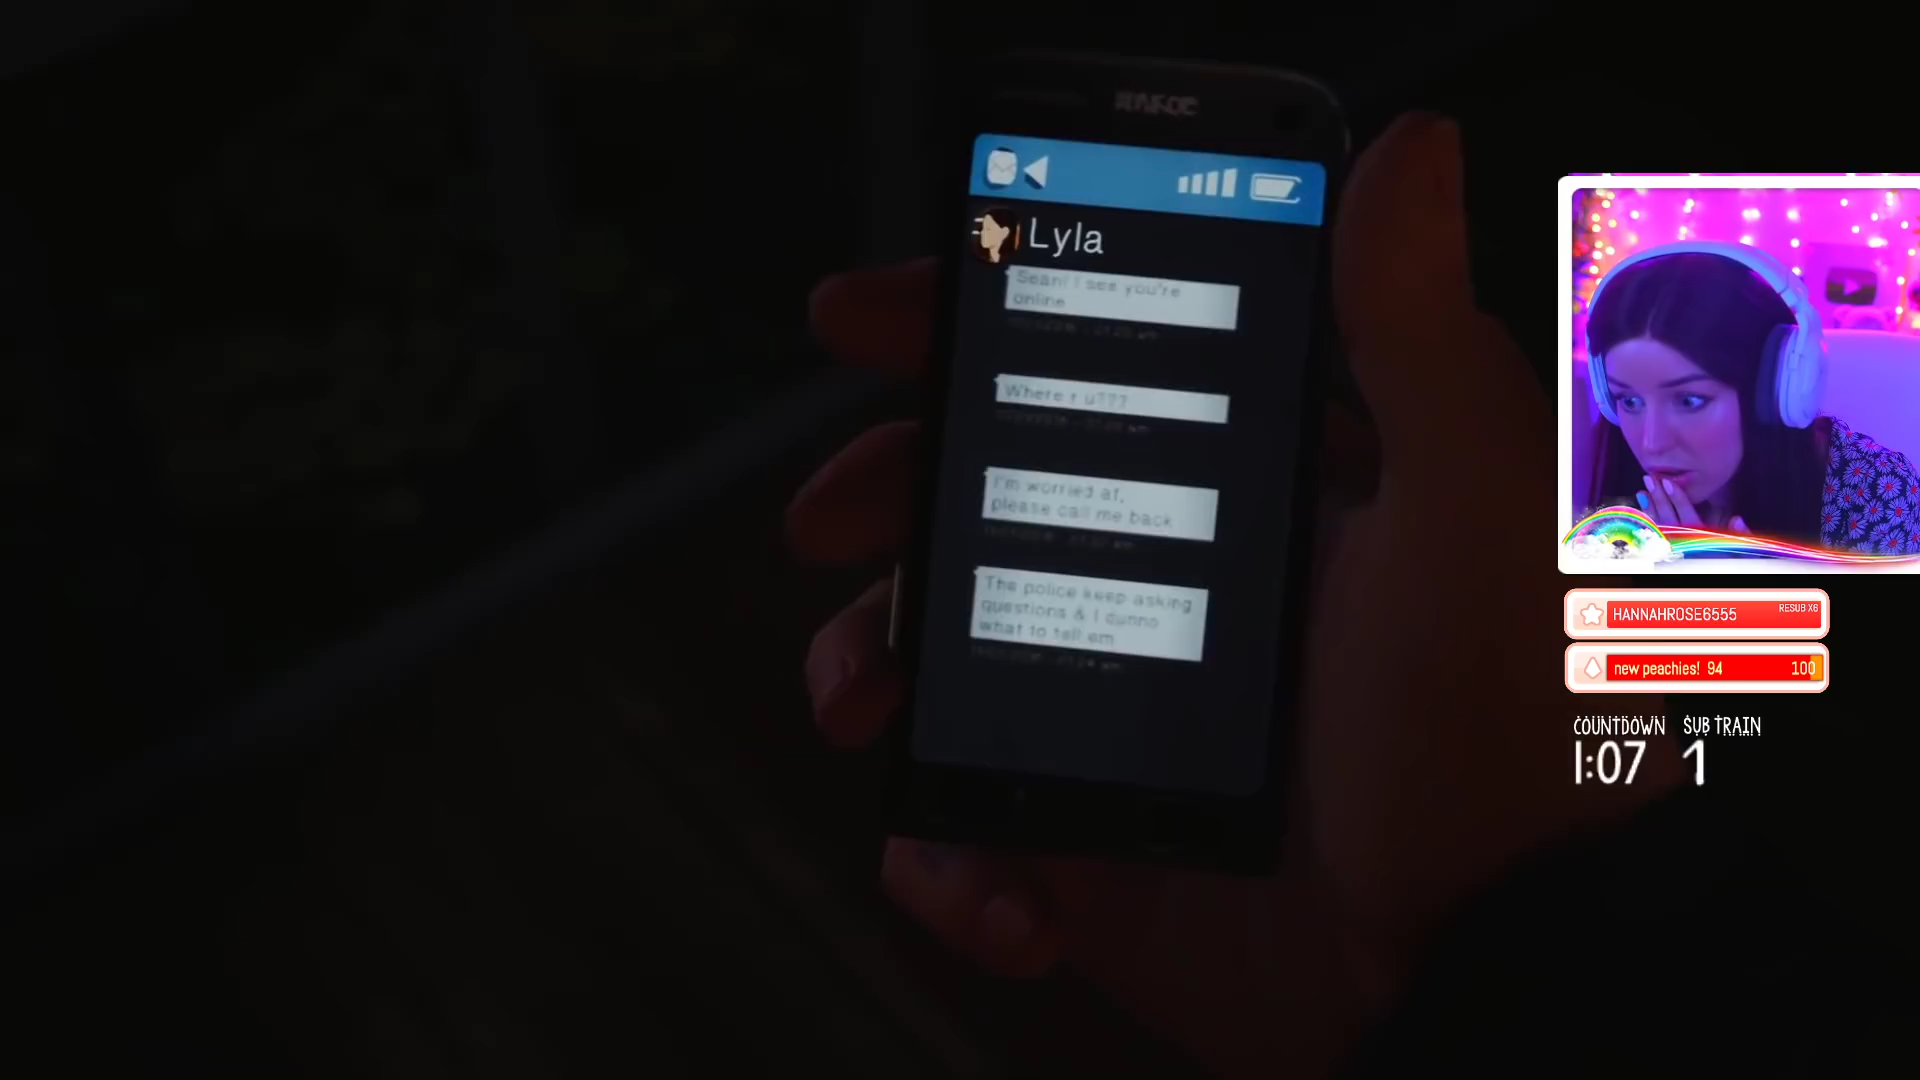 Lyla
Sean! I see you're
online
Where r u???
I'm worried af,
please call me back
The police keep asking
questions & I dunno
what to tell em
HANNAHROSE6555
RESUB X6
new peachies! 94
100
COUNTDOWN SUB TRAIN
1:07 1